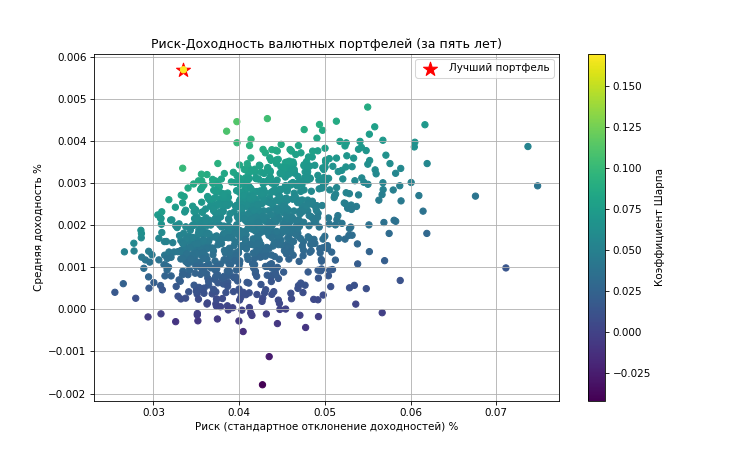 Риск-Доходность валютных портфелей (за пять лет)
Лучший портфель
Средняя доходность %
0.006
0.005
0.004
0.003
0.002
0.001
0.000
−0.001
−0.002
0.03 0.04 0.05 0.06 0.07
Риск (стандартное отклонение доходностей) %
0.150
0.125
0.100
0.075
0.050
0.025
0.000
−0.025
Коэффициент Шарпа